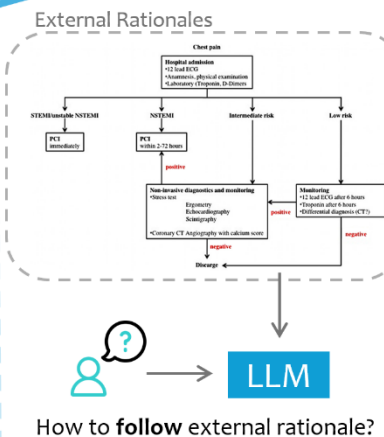 External Rationales
Chest pain
Hospital admission
•12 lead ECG
•Anamnesis, physical examination
•Laboratory (Troponin, D-Dimer)
STEMI/unstable NSTEMI
NSTEMI
Intermediate risk
Low risk
PCI
immediately
PCI
within 2-72 hours
positive
Non-invasive diagnostics and monitoring
•Stress test
Ergometry
Echocardiography
Scintigraphy
•Coronary CT Angiography with calcium score
positive
Monitoring
•12 lead ECG after 6 hours
•Troponin after 6 hours
•Differential diagnosis (CT?)
negative
negative
Discarge
?
LLM
How to follow external rationale?